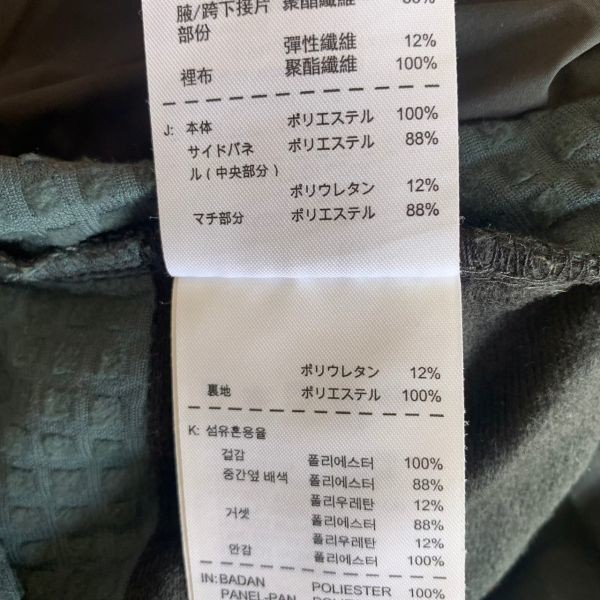 腋/跨下接片 聚酯纖維 88%
部份
彈性纖維 12%
裡布 聚酯纖維 100%
J: 本体 ポリエステル 100%
サイドパネ ポリエステル 88%
ル(中央部分)
ポリウレタン 12%
マチ部分 ポリエステル 88%
ポリウレタン 12%
裏地 ポリエステル 100%
K: 섬유혼용율
겉감 폴리에스터 100%
중간옆 배색 폴리에스터 88%
폴리우레탄 12%
거셋 폴리에스터 88%
폴리우레탄 12%
안감 폴리에스터 100%
IN: BADAN POLIESTER 100%
PANEL-PAN